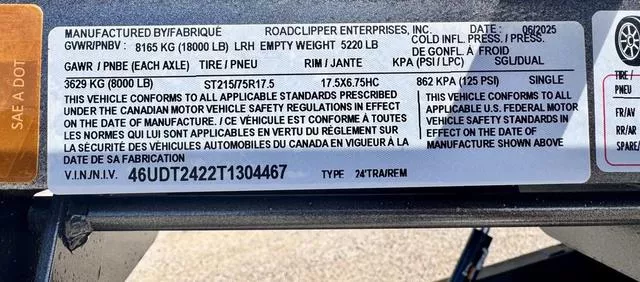 MANUFACTURED BY/FABRIQUÉ ROADCLIPPER ENTERPRISES, INC. DATE: 06/2025
GVWR/PNBV: 8165 KG (18000 LB) LRH EMPTY WEIGHT 5220 LB COLD INFL. PRESS. / PRESS. DE GONFL. À FROID
GAWR / PNBE (EACH AXLE) TIRE / PNEU RIM / JANTE KPA (PSI / LPC) SGL/DUAL
3629 KG (8000 LB) ST215/75R17.5 17.5X6.75HC 862 KPA (125 PSI) SINGLE
THIS VEHICLE CONFORMS TO ALL APPLICABLE STANDARDS PRESCRIBED
UNDER THE CANADIAN MOTOR VEHICLE SAFETY REGULATIONS IN EFFECT
ON THE DATE OF MANUFACTURE. / CE VÉHICULE EST CONFORME À TOUTES
LES NORMES QUI LUI SONT APPLICABLES EN VERTU DU RÈGLEMENT SUR
LA SÉCURITÉ DES VÉHICULES AUTOMOBILES DU CANADA EN VIGUEUR À LA
DATE DE SA FABRICATION
THIS VEHICLE CONFORMS TO ALL
APPLICABLE U.S. FEDERAL MOTOR
VEHICLE SAFETY STANDARDS IN
EFFECT ON THE DATE OF
MANUFACTURE SHOWN ABOVE
V.I.N./N.I.V. 46UDT2422T1304467 TYPE 24'TRA/REM
SAE A DOT
TIRE /
PNEU
FR/AV
RR/AR
SPARE/